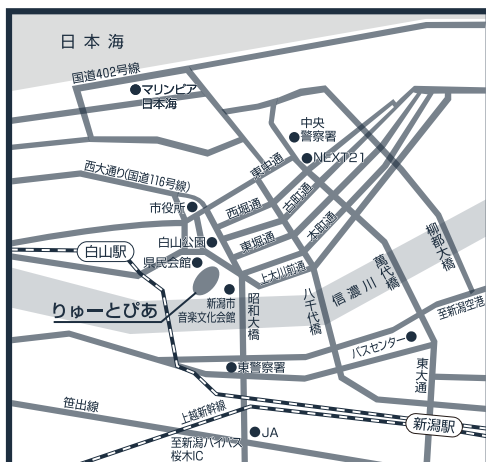 日本海
国道402号線
マリンピア
日本海
中央
警察署
NEXT21
東中通
西大通り(国道116号線)
古町通
市役所
西堀通
本町通
柳都大橋
白山公園
東堀通
白山駅
県民会館
上大川前通
萬代橋
信濃川
りゅーとぴあ
新潟市
音楽文化会館
昭和大橋
八千代橋
至新潟空港
バスセンター
東警察署
東大通
笹出線
上越新幹線
新潟駅
JA
至新潟バイパス
桜木IC